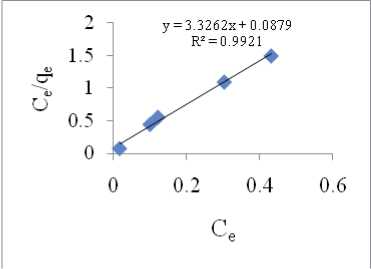 y = 3.3262x + 0.0879
R² = 0.9921
2
1.5
1
0.5
0
Ce/qe
0 0.2 0.4 0.6
Ce